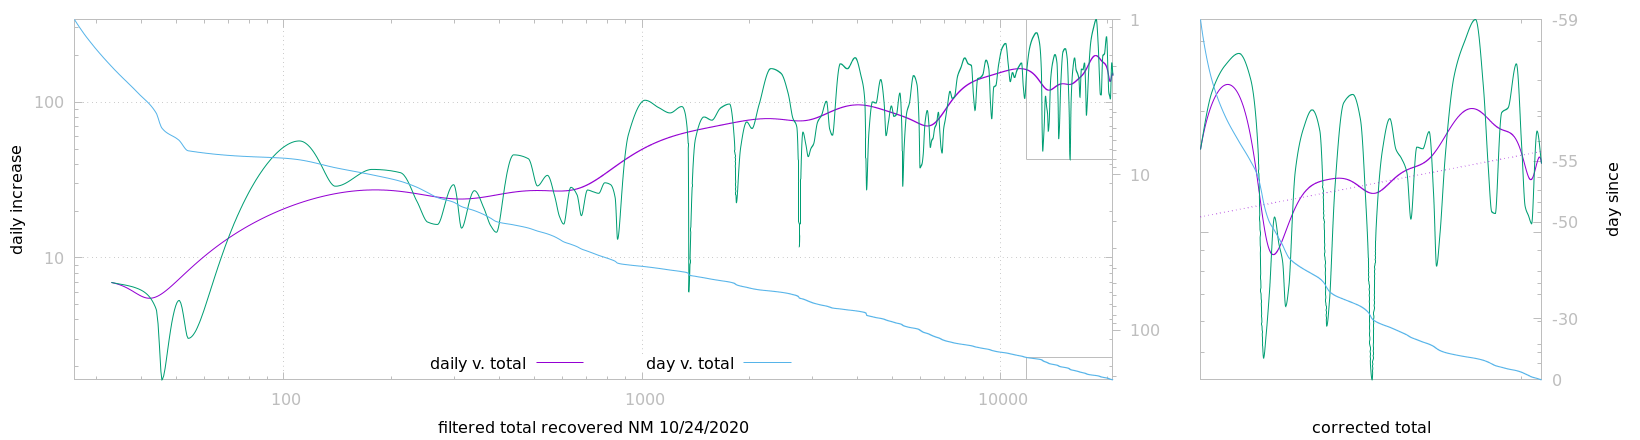 daily increase
100
10
1
10
100
daily v. total
day v. total
100
1000
10000
filtered total recovered NM 10/24/2020
-59
-55
-50
-30
0
day since
corrected total